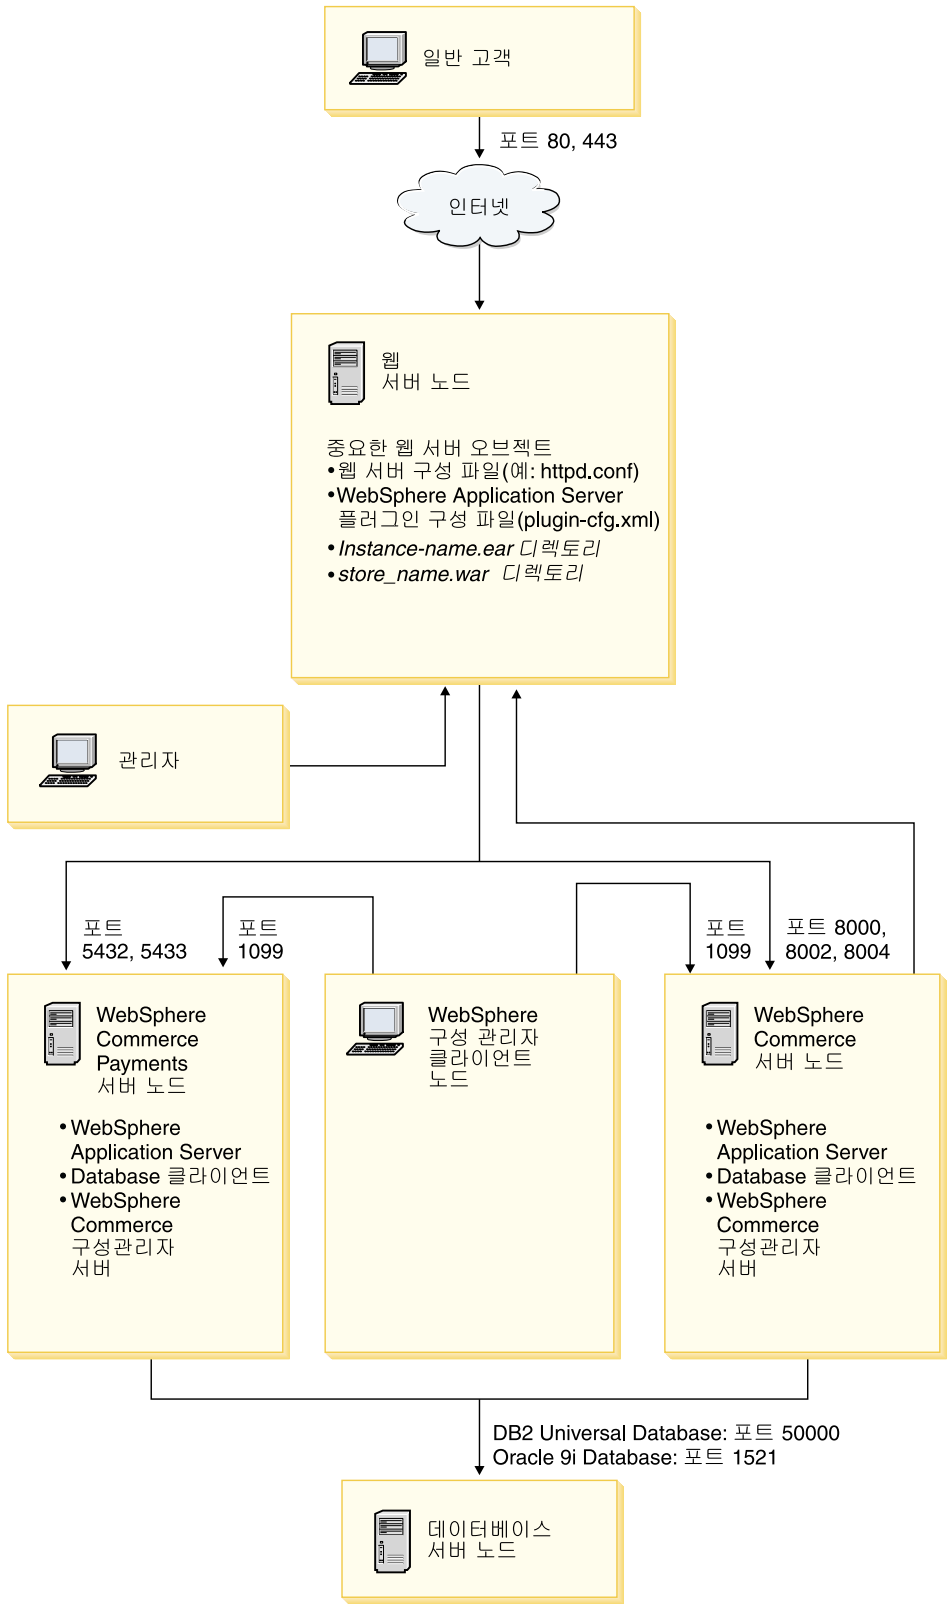 일반 고객
포트 80, 443
인터넷
웹
서버 노드
중요한 웹 서버 오브젝트
•웹 서버 구성 파일(예: httpd.conf)
•WebSphere Application Server
플러그인 구성 파일(plugin-cfg.xml)
•Instance-name.ear 디렉토리
•store_name.war 디렉토리
관리자
포트
5432, 5433
포트
1099
포트
1099
포트 8000,
8002, 8004
WebSphere
Commerce
Payments
서버 노드
•WebSphere
Application Server
•Database 클라이언트
•WebSphere
Commerce
구성관리자
서버
WebSphere
구성 관리자
클라이언트
노드
WebSphere
Commerce
서버 노드
•WebSphere
Application Server
•Database 클라이언트
•WebSphere
Commerce
구성관리자
서버
DB2 Universal Database: 포트 50000
Oracle 9i Database: 포트 1521
데이터베이스
서버 노드